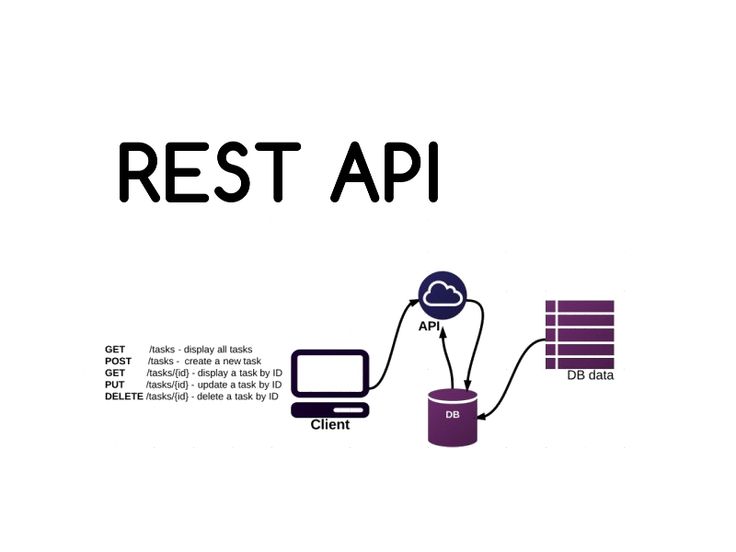 REST API
API
GET /tasks - display all tasks
POST /tasks - create a new task
GET /tasks/{id} - display a task by ID
PUT /tasks/{id} - update a task by ID
DELETE /tasks/{id} - delete a task by ID
Client
DB
DB data